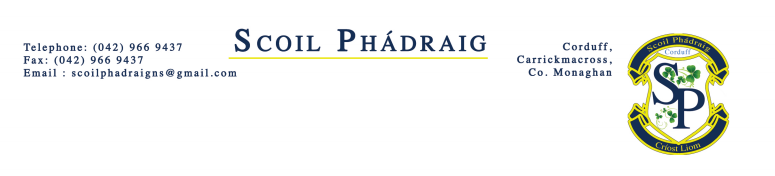 Telephone: (042) 966 9437
Fax: (042) 966 9437
Email : scoilphadraigns@gmail.com
SCOIL PHÁDRAIG
Corduff,
Carrickmacross,
Co. Monaghan
Scoil Phádraig
Corduff
SP
Críost Liom